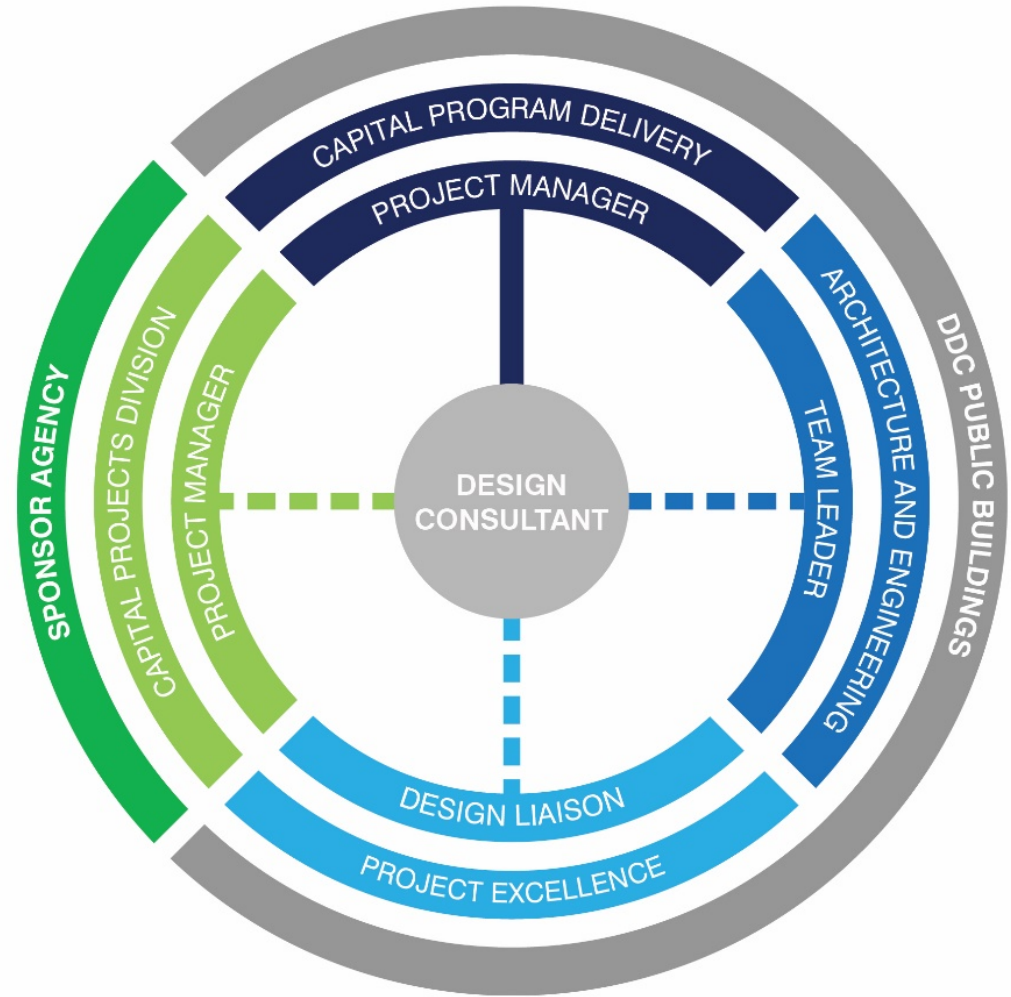 CAPITAL PROGRAM DELIVERY
PROJECT MANAGER
SPONSOR AGENCY
CAPITAL PROJECTS DIVISION
PROJECT MANAGER
DESIGN
CONSULTANT
TEAM LEADER
ARCHITECTURE AND ENGINEERING
DDC PUBLIC BUILDINGS
DESIGN LIAISON
PROJECT EXCELLENCE